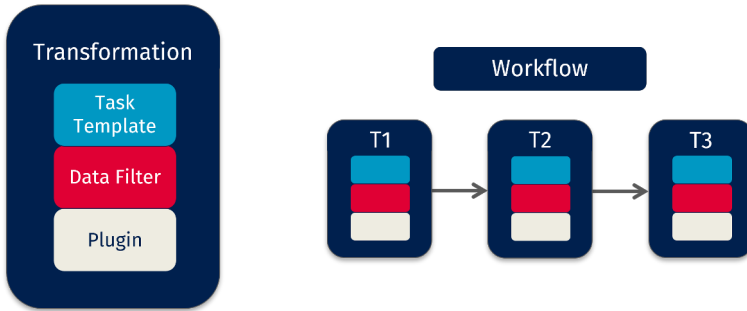 Transformation
Task
Template
Data Filter
Plugin
Workflow
T1
T2
T3